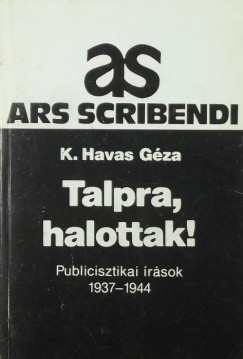 as
ARS SCRIBENDI
K. Havas Géza
Talpra,
halottak!
Publicisztikai írások
1937–1944